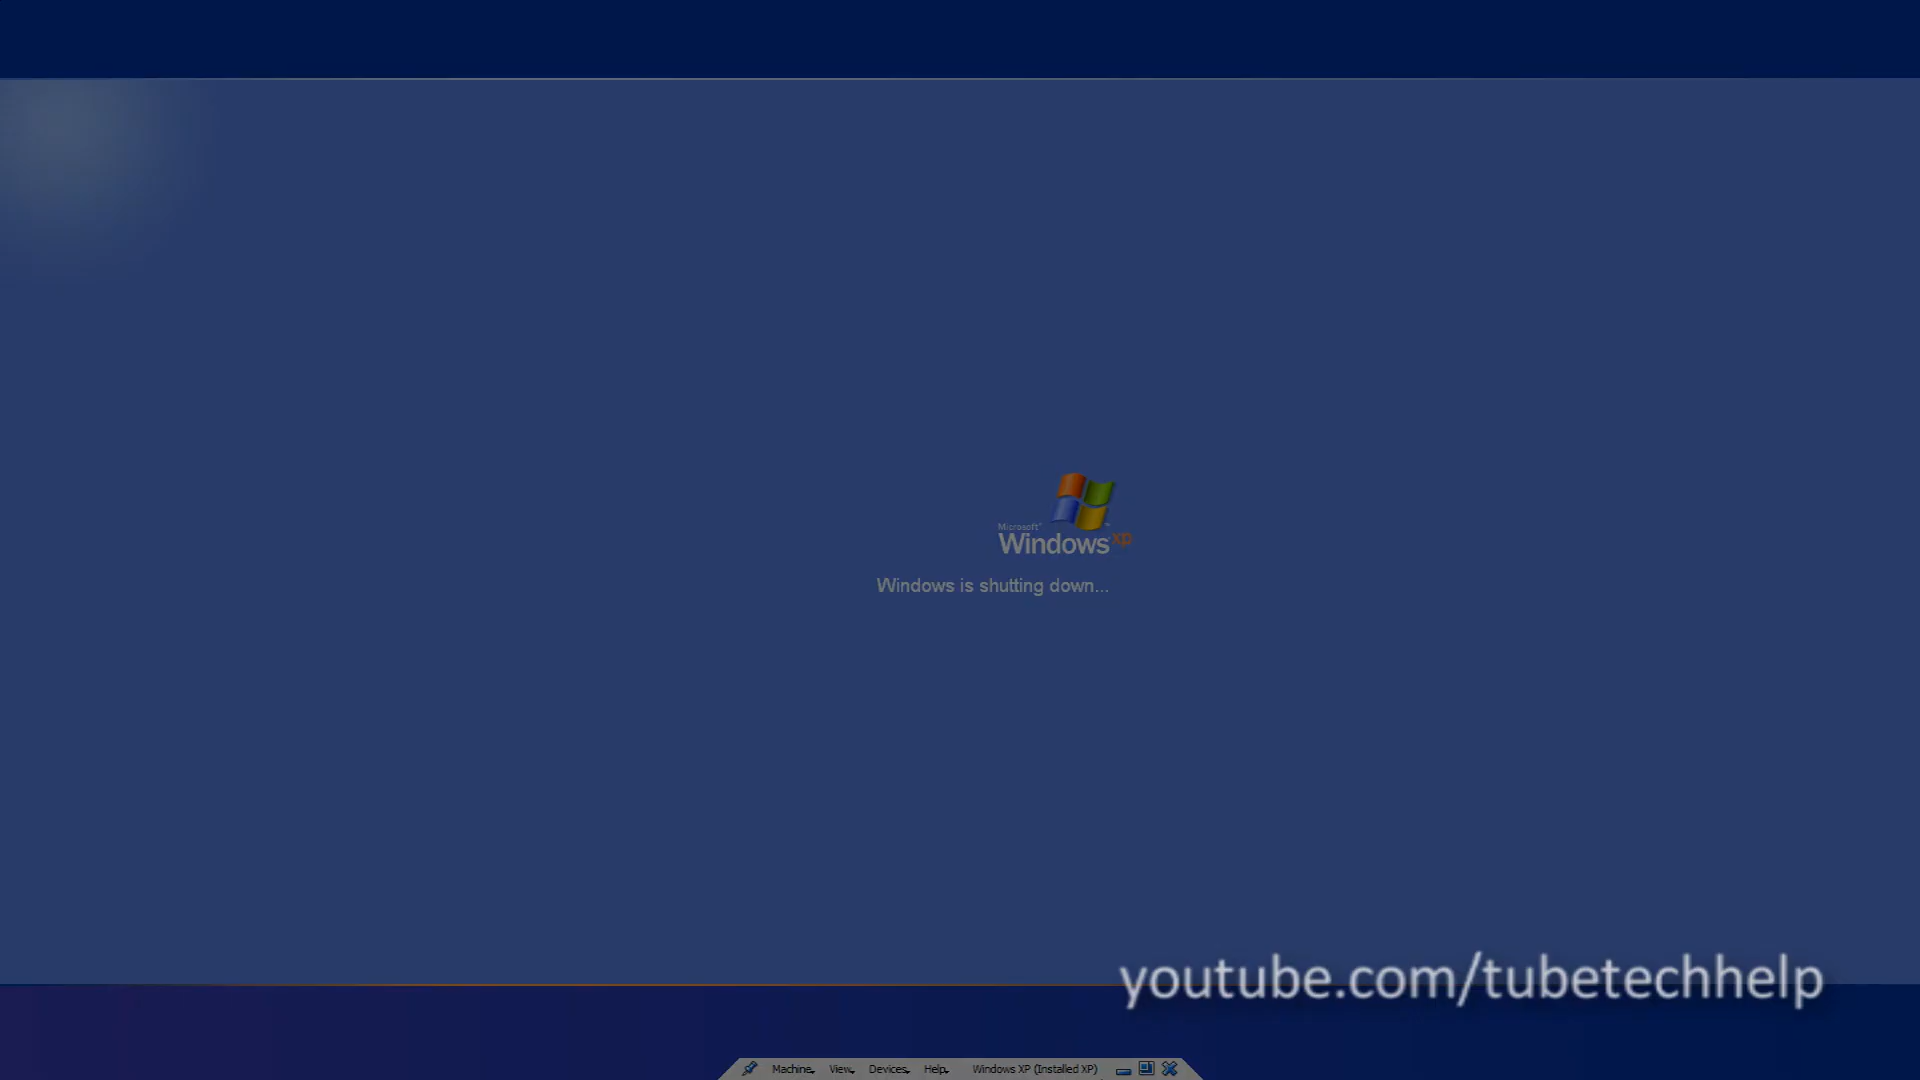 Microsoft®
Windows xp
Windows is shutting down...
youtube.com/tubetechhelp
Machine View Devices Help Windows XP (Installed XP)